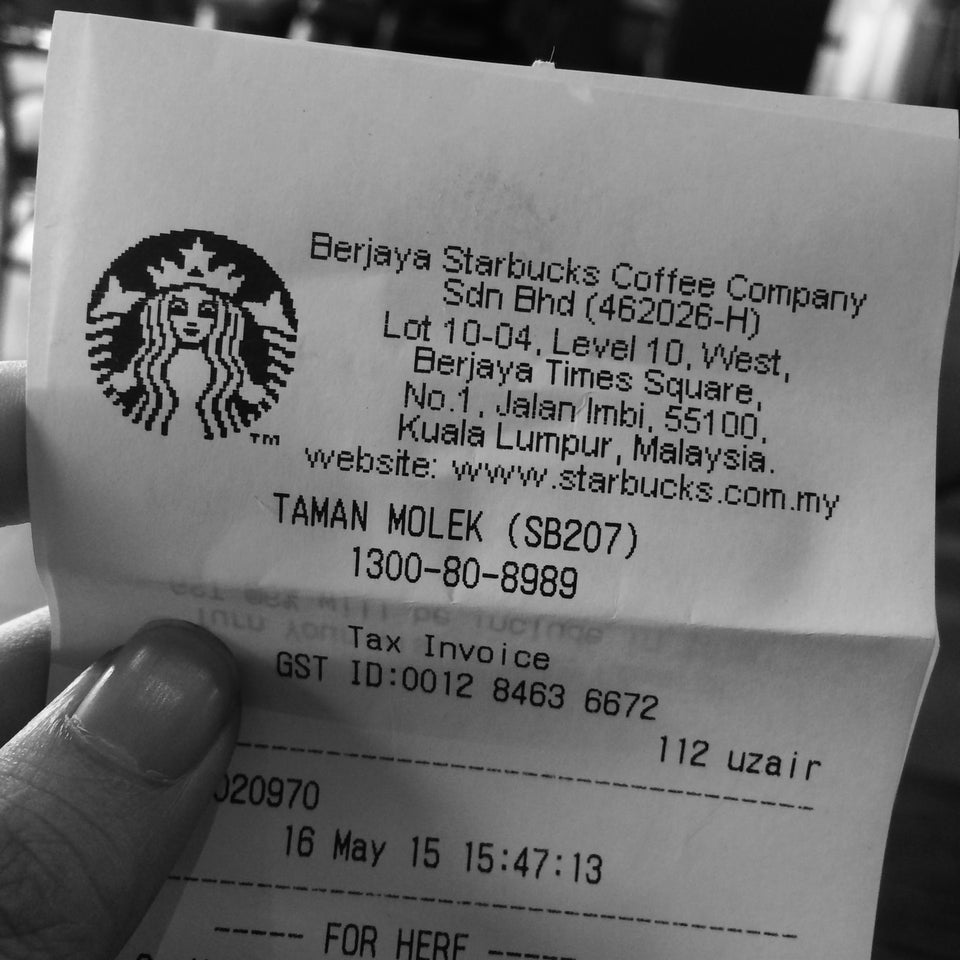 Berjaya Starbucks Coffee Company
Sdn Bhd (462026-H)
Lot 10-04, Level 10, West,
Berjaya Times Square,
No.1, Jalan Imbi, 55100,
Kuala Lumpur, Malaysia.
website: www.starbucks.com.my
TM
TAMAN MOLEK (SB207)
1300-80-8989
Tax Invoice
GST ID:0012 8463 6672
112 uzair
020970
16 May 15 15:47:13
----- FOR HERE -----